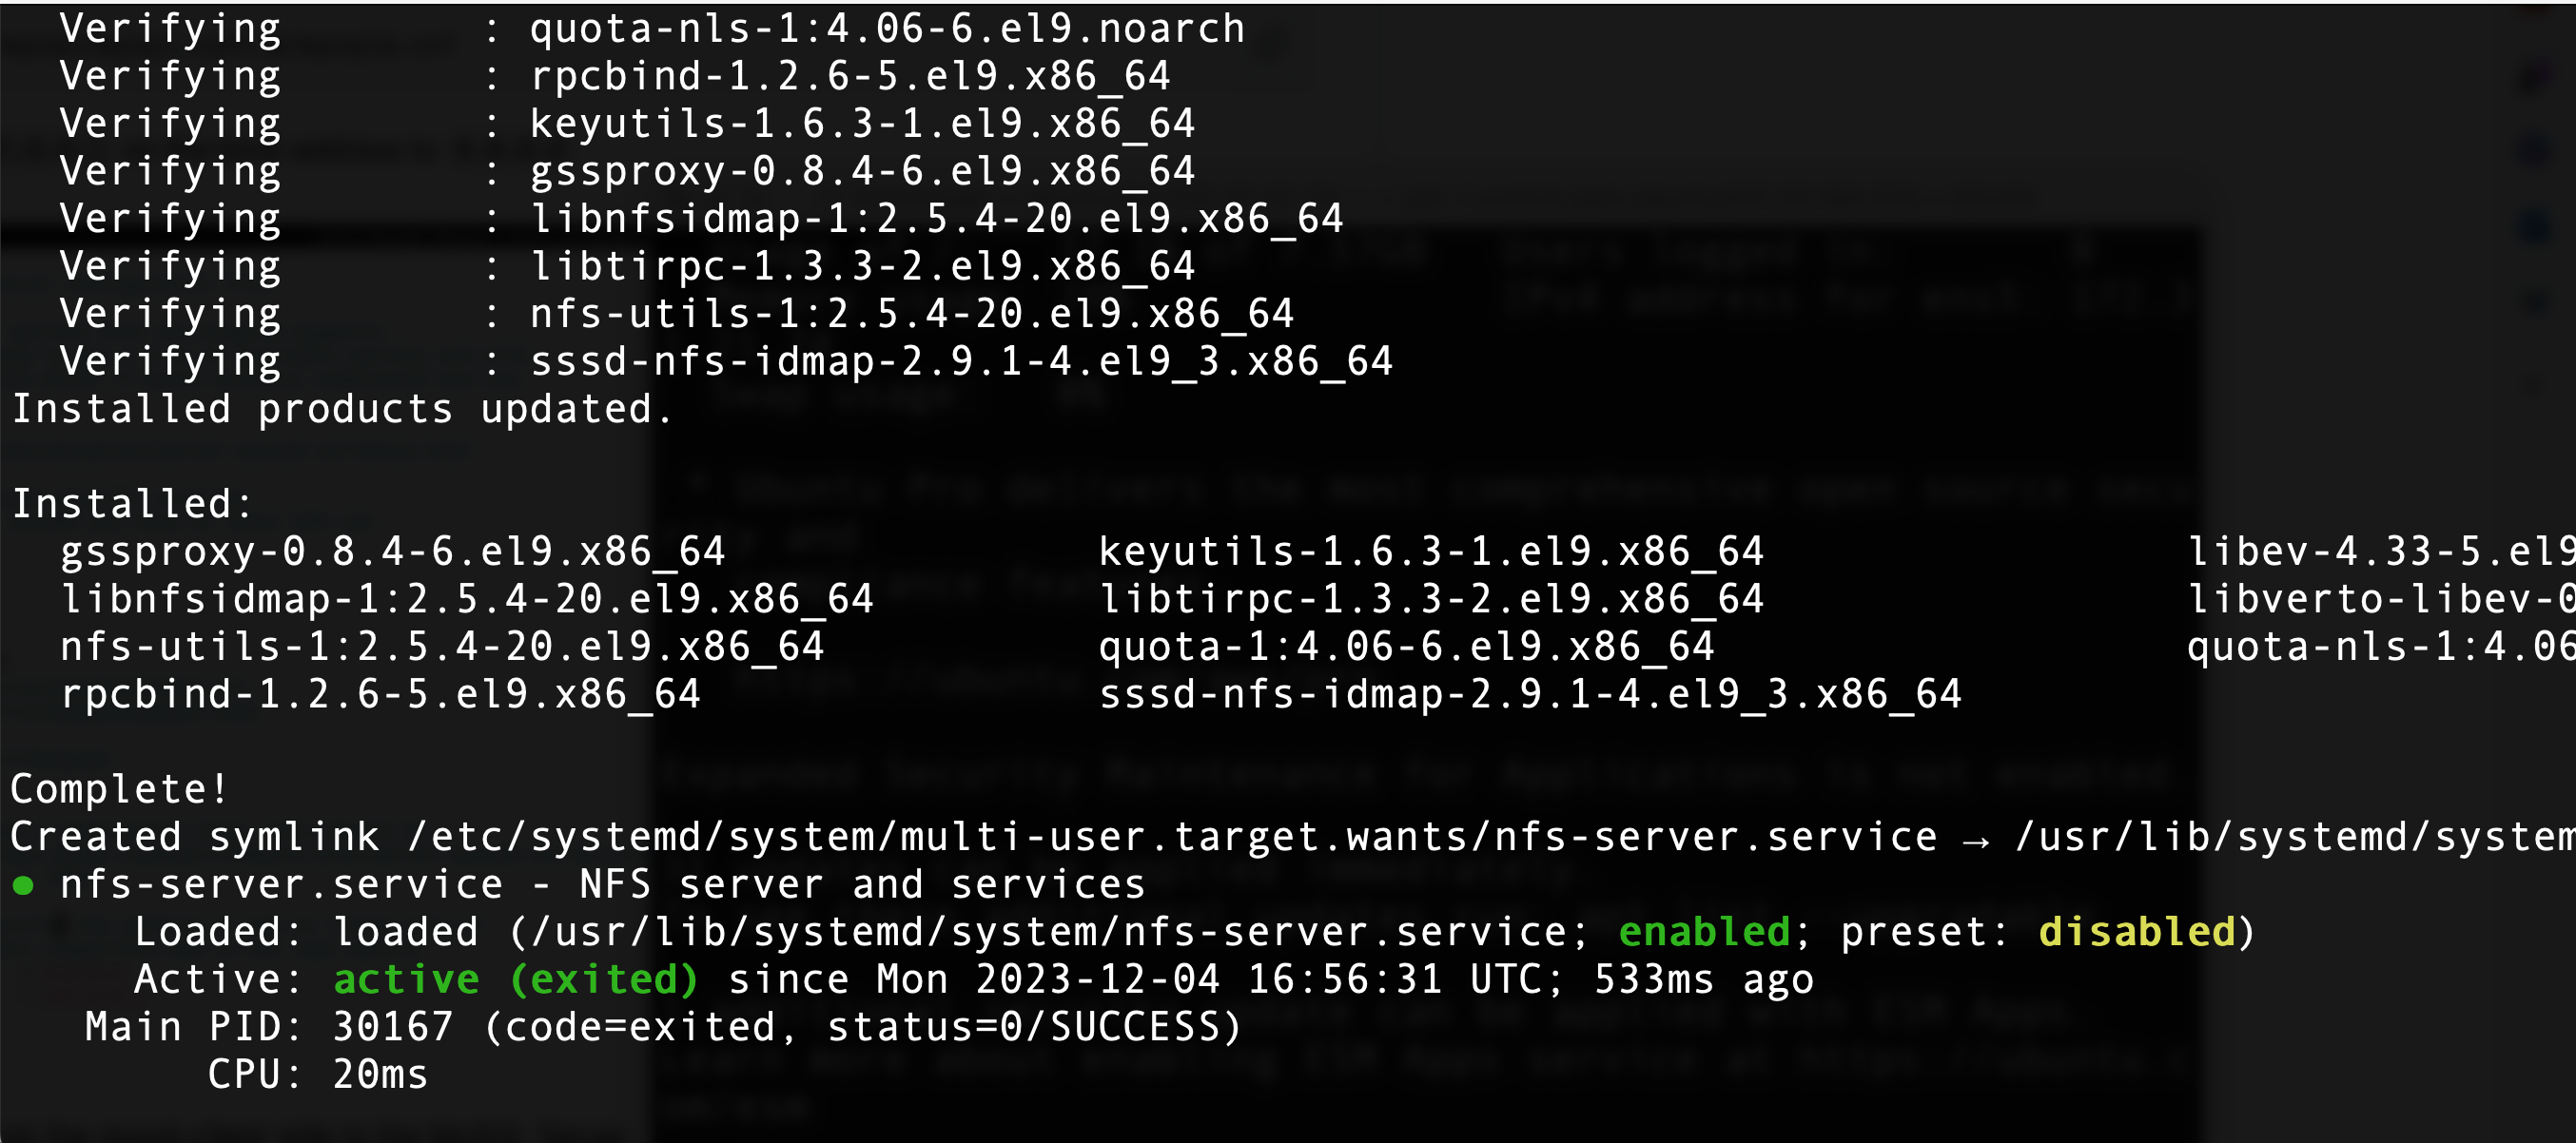 Verifying : quota-nls-1:4.06-6.el9.noarch
Verifying : rpcbind-1.2.6-5.el9.x86_64
Verifying : keyutils-1.6.3-1.el9.x86_64
Verifying : gssproxy-0.8.4-6.el9.x86_64
Verifying : libnfsidmap-1:2.5.4-20.el9.x86_64
Verifying : libtirpc-1.3.3-2.el9.x86_64
Verifying : nfs-utils-1:2.5.4-20.el9.x86_64
Verifying : sssd-nfs-idmap-2.9.1-4.el9_3.x86_64
Installed products updated.
Installed:
gssproxy-0.8.4-6.el9.x86_64 keyutils-1.6.3-1.el9.x86_64 libev-4.33-5.el9
libnfsidmap-1:2.5.4-20.el9.x86_64 libtirpc-1.3.3-2.el9.x86_64 libverto-libev-0
nfs-utils-1:2.5.4-20.el9.x86_64 quota-1:4.06-6.el9.x86_64 quota-nls-1:4.06
rpcbind-1.2.6-5.el9.x86_64 sssd-nfs-idmap-2.9.1-4.el9_3.x86_64
Complete!
Created symlink /etc/systemd/system/multi-user.target.wants/nfs-server.service → /usr/lib/systemd/system
● nfs-server.service - NFS server and services
Loaded: loaded (/usr/lib/systemd/system/nfs-server.service; enabled; preset: disabled)
Active: active (exited) since Mon 2023-12-04 16:56:31 UTC; 533ms ago
Main PID: 30167 (code=exited, status=0/SUCCESS)
CPU: 20ms